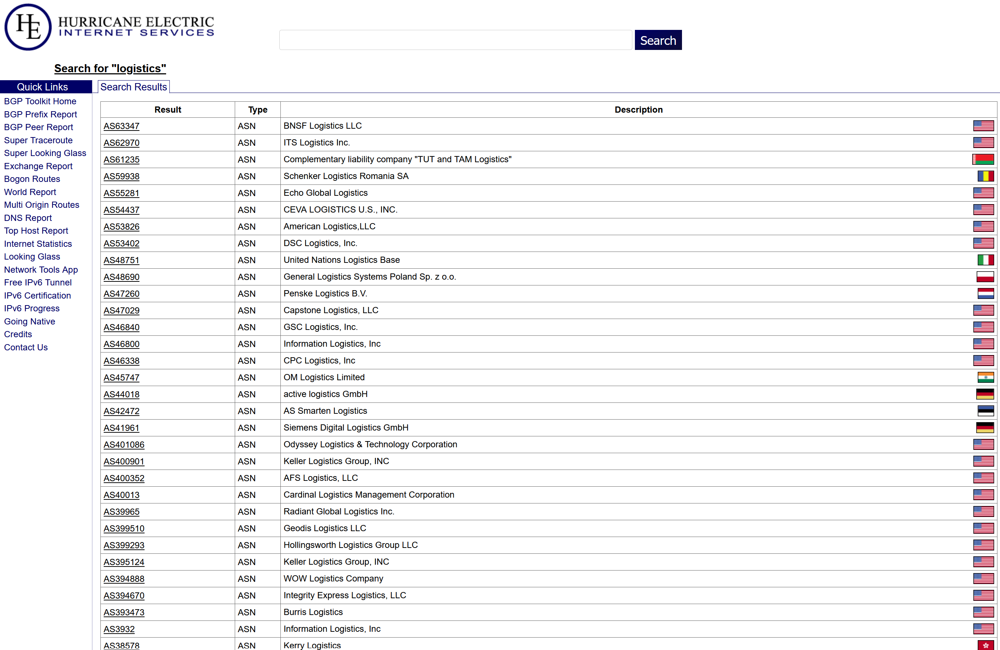 HE HURRICANE ELECTRIC
INTERNET SERVICES
Search
Search for "logistics"
Quick Links
BGP Toolkit Home
BGP Prefix Report
BGP Peer Report
Super Traceroute
Super Looking Glass
Exchange Report
Bogon Routes
World Report
Multi Origin Routes
DNS Report
Top Host Report
Internet Statistics
Looking Glass
Network Tools App
Free IPv6 Tunnel
IPv6 Certification
IPv6 Progress
Going Native
Credits
Contact Us
Search Results
Result Type Description
AS63347 ASN BNSF Logistics LLC
AS62970 ASN ITS Logistics Inc.
AS61235 ASN Complementary liability company "TUT and TAM Logistics"
AS59938 ASN Schenker Logistics Romania SA
AS55281 ASN Echo Global Logistics
AS54437 ASN CEVA LOGISTICS U.S., INC.
AS53826 ASN American Logistics,LLC
AS53402 ASN DSC Logistics, Inc.
AS48751 ASN United Nations Logistics Base
AS48690 ASN General Logistics Systems Poland Sp. z o.o.
AS47260 ASN Penske Logistics B.V.
AS47029 ASN Capstone Logistics, LLC
AS46840 ASN GSC Logistics, Inc.
AS46800 ASN Information Logistics, Inc
AS46338 ASN CPC Logistics, Inc
AS45747 ASN OM Logistics Limited
AS44018 ASN active logistics GmbH
AS42472 ASN AS Smarten Logistics
AS41961 ASN Siemens Digital Logistics GmbH
AS401086 ASN Odyssey Logistics & Technology Corporation
AS400901 ASN Keller Logistics Group, INC
AS400352 ASN AFS Logistics, LLC
AS40013 ASN Cardinal Logistics Management Corporation
AS39965 ASN Radiant Global Logistics Inc.
AS399510 ASN Geodis Logistics LLC
AS399293 ASN Hollingsworth Logistics Group LLC
AS395124 ASN Keller Logistics Group, INC
AS394888 ASN WOW Logistics Company
AS394670 ASN Integrity Express Logistics, LLC
AS393473 ASN Burris Logistics
AS3932 ASN Information Logistics, Inc
AS38578 ASN Kerry Logistics